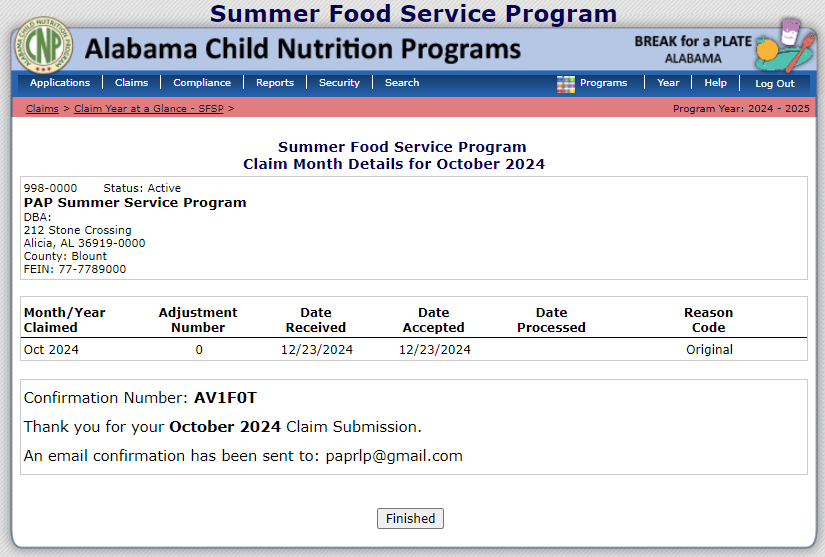 Summer Food Service Program
CNP
Alabama Child Nutrition Programs
BREAK for a PLATE
ALABAMA
Applications | Claims | Compliance | Reports | Security | Search
Programs | Year | Help | Log Out
Claims > Claim Year at a Glance - SFSP >
Program Year: 2024 - 2025
Summer Food Service Program
Claim Month Details for October 2024
998-0000 Status: Active
PAP Summer Service Program
DBA:
212 Stone Crossing
Alicia, AL 36919-0000
County: Blount
FEIN: 77-7789000
Month/Year Claimed Adjustment Number Date Received Date Accepted Date Processed Reason Code
Oct 2024 0 12/23/2024 12/23/2024 Original
Confirmation Number: AV1F0T
Thank you for your October 2024 Claim Submission.
An email confirmation has been sent to: paprlp@gmail.com
Finished